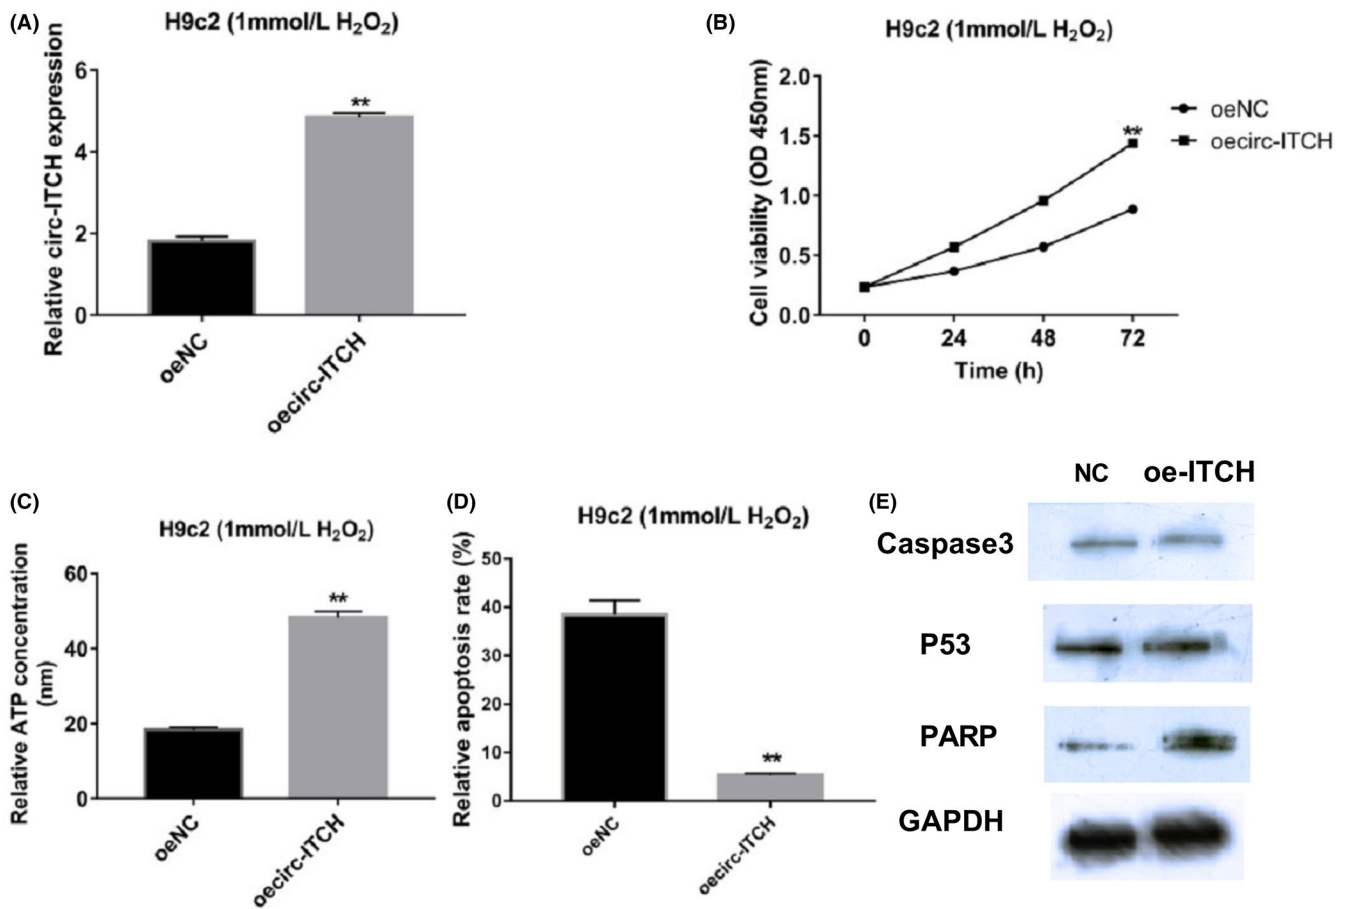 (A)
H9c2 (1mmol/L H₂O₂)
Relative circ-ITCH expression
6
4
2
0
oeNC
oecirc-ITCH
**
(B)
H9c2 (1mmol/L H₂O₂)
Cell viability (OD 450nm)
2.0
1.5
1.0
0.5
0.0
0 24 48 72
Time (h)
**
oeNC
oecirc-ITCH
(C)
H9c2 (1mmol/L H₂O₂)
Relative ATP concentration
(nm)
60
40
20
0
oeNC
oecirc-ITCH
**
(D)
H9c2 (1mmol/L H₂O₂)
Relative apoptosis rate (%)
50
40
30
20
10
0
oeNC
oecirc-ITCH
**
(E)
NC oe-ITCH
Caspase3
P53
PARP
GAPDH